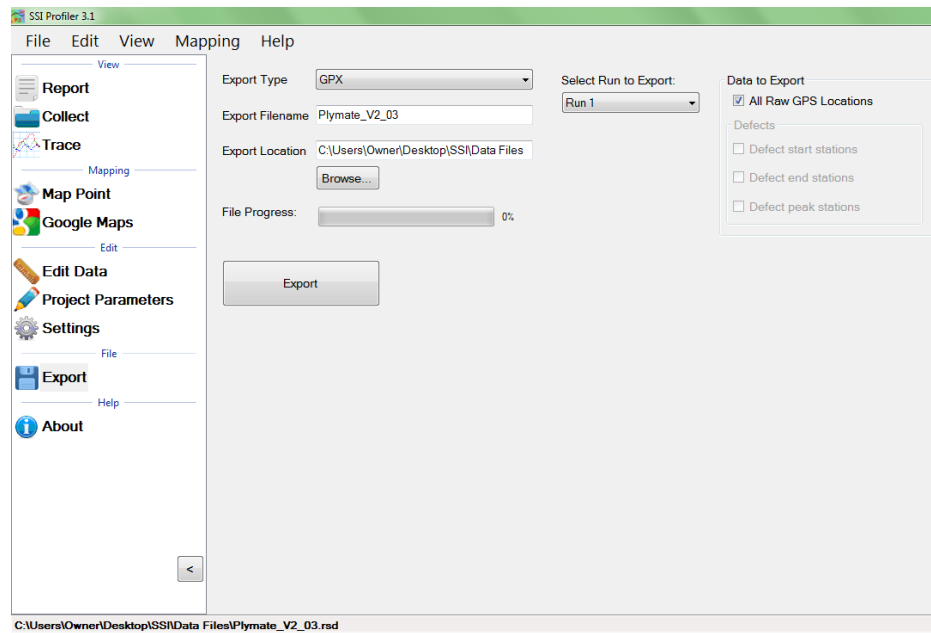 SSI Profiler 3.1
File Edit View Mapping Help
View
Report
Collect
Trace
Mapping
Map Point
Google Maps
Edit
Edit Data
Project Parameters
Settings
File
Export
Help
About
<
Export Type GPX
Export Filename Plymate_V2_03
Export Location C:\Users\Owner\Desktop\SSI\Data Files
Browse...
File Progress: 0%
Export
Select Run to Export:
Run 1
Data to Export
All Raw GPS Locations
Defects
Defect start stations
Defect end stations
Defect peak stations
C:\Users\Owner\Desktop\SSI\Data Files\Plymate_V2_03.rsd